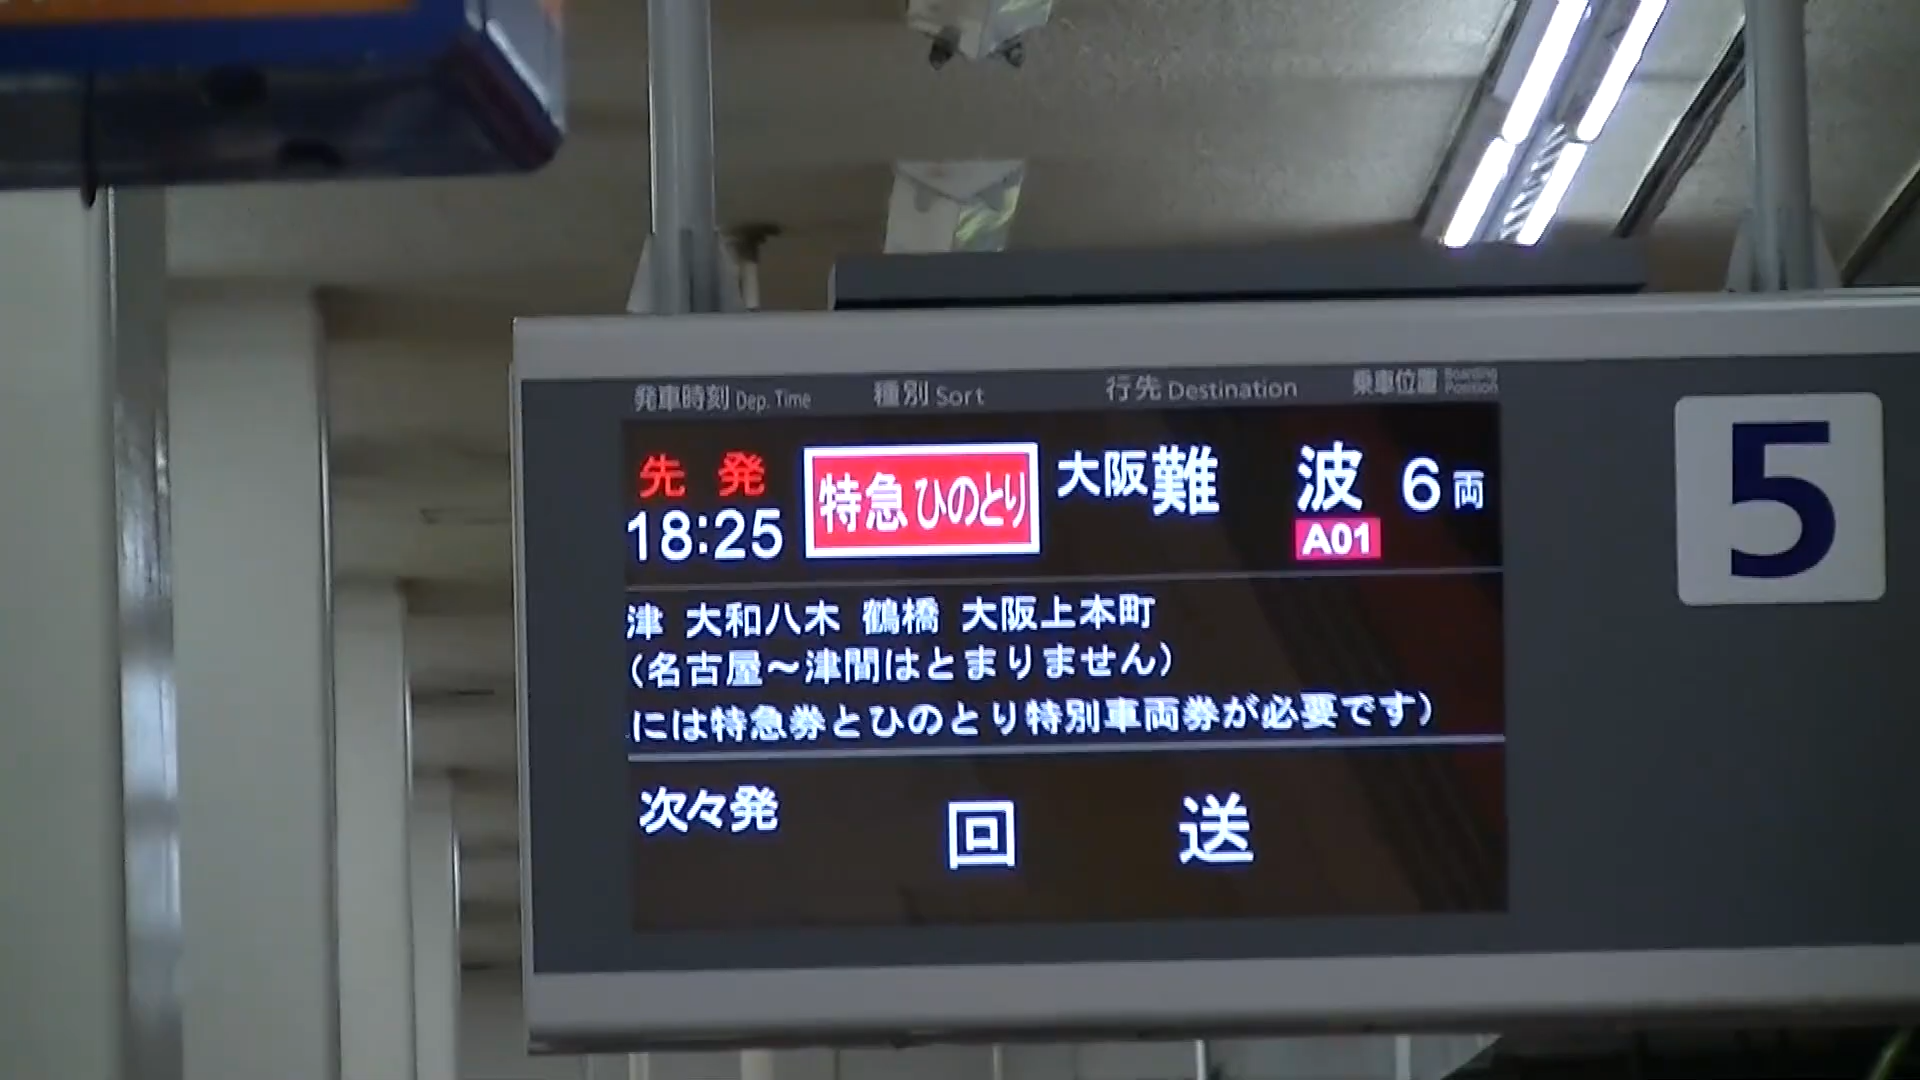 発車時刻 Dep. Time 種別 Sort 行先 Destination 乗車位置 Boarding Position
先発 特急 ひのとり 大阪難波 6両
18:25 A01
5
津 大和八木 鶴橋 大阪上本町
(名古屋〜津間はとまりません)
には特急券とひのとり特別車両券が必要です)
次々発 回送